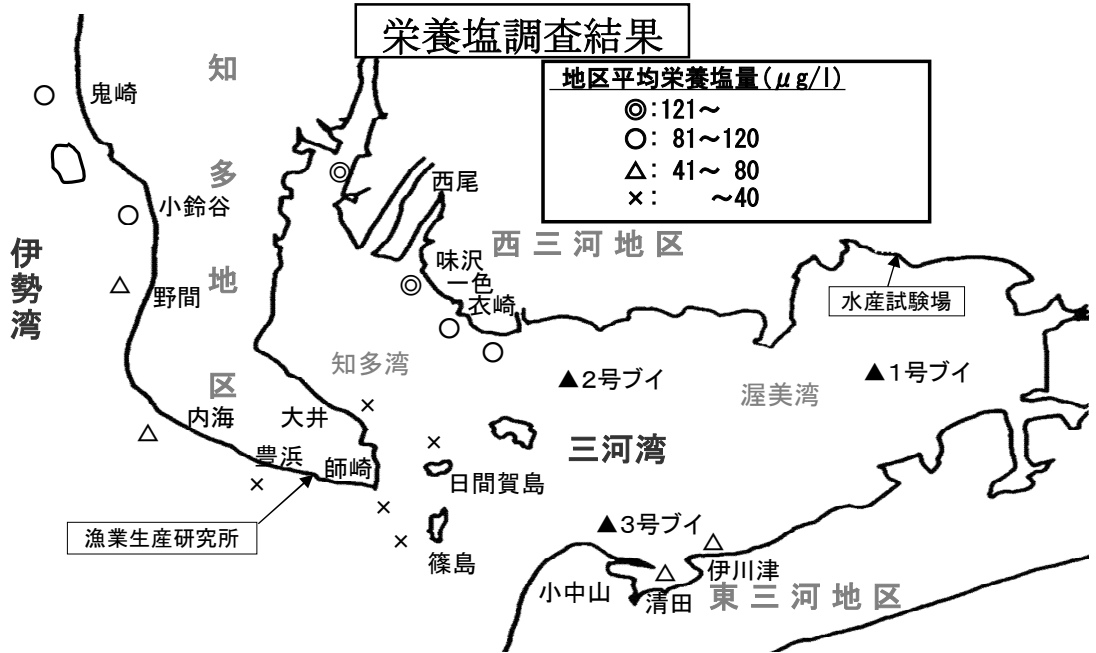 栄養塩調査結果
地区平均栄養塩量(μg/l)
◎:121~
○: 81~120
△: 41~ 80
×: ~40
知多地区
鬼崎
小鈴谷
伊勢湾
野間
内海
大井
豊浜
師崎
漁業生産研究所
西尾
西三河地区
味沢
一色
衣崎
水産試験場
知多湾
▲2号ブイ
▲1号ブイ
渥美湾
三河湾
日間賀島
篠島
▲3号ブイ
小中山
清田
伊川津
東三河地区